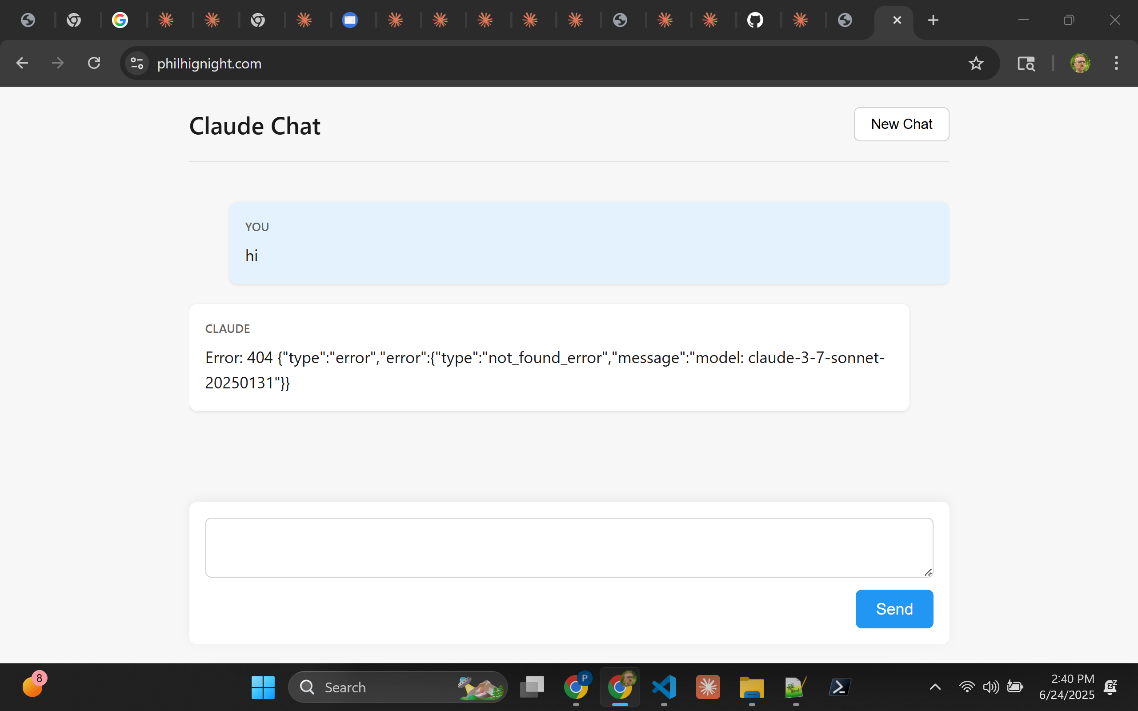 philhignight.com
Claude Chat
New Chat
YOU
hi
CLAUDE
Error: 404 {"type":"error","error":{"type":"not_found_error","message":"model: claude-3-7-sonnet-
20250131"}}
Send
8
Search
P
2:40 PM
6/24/2025